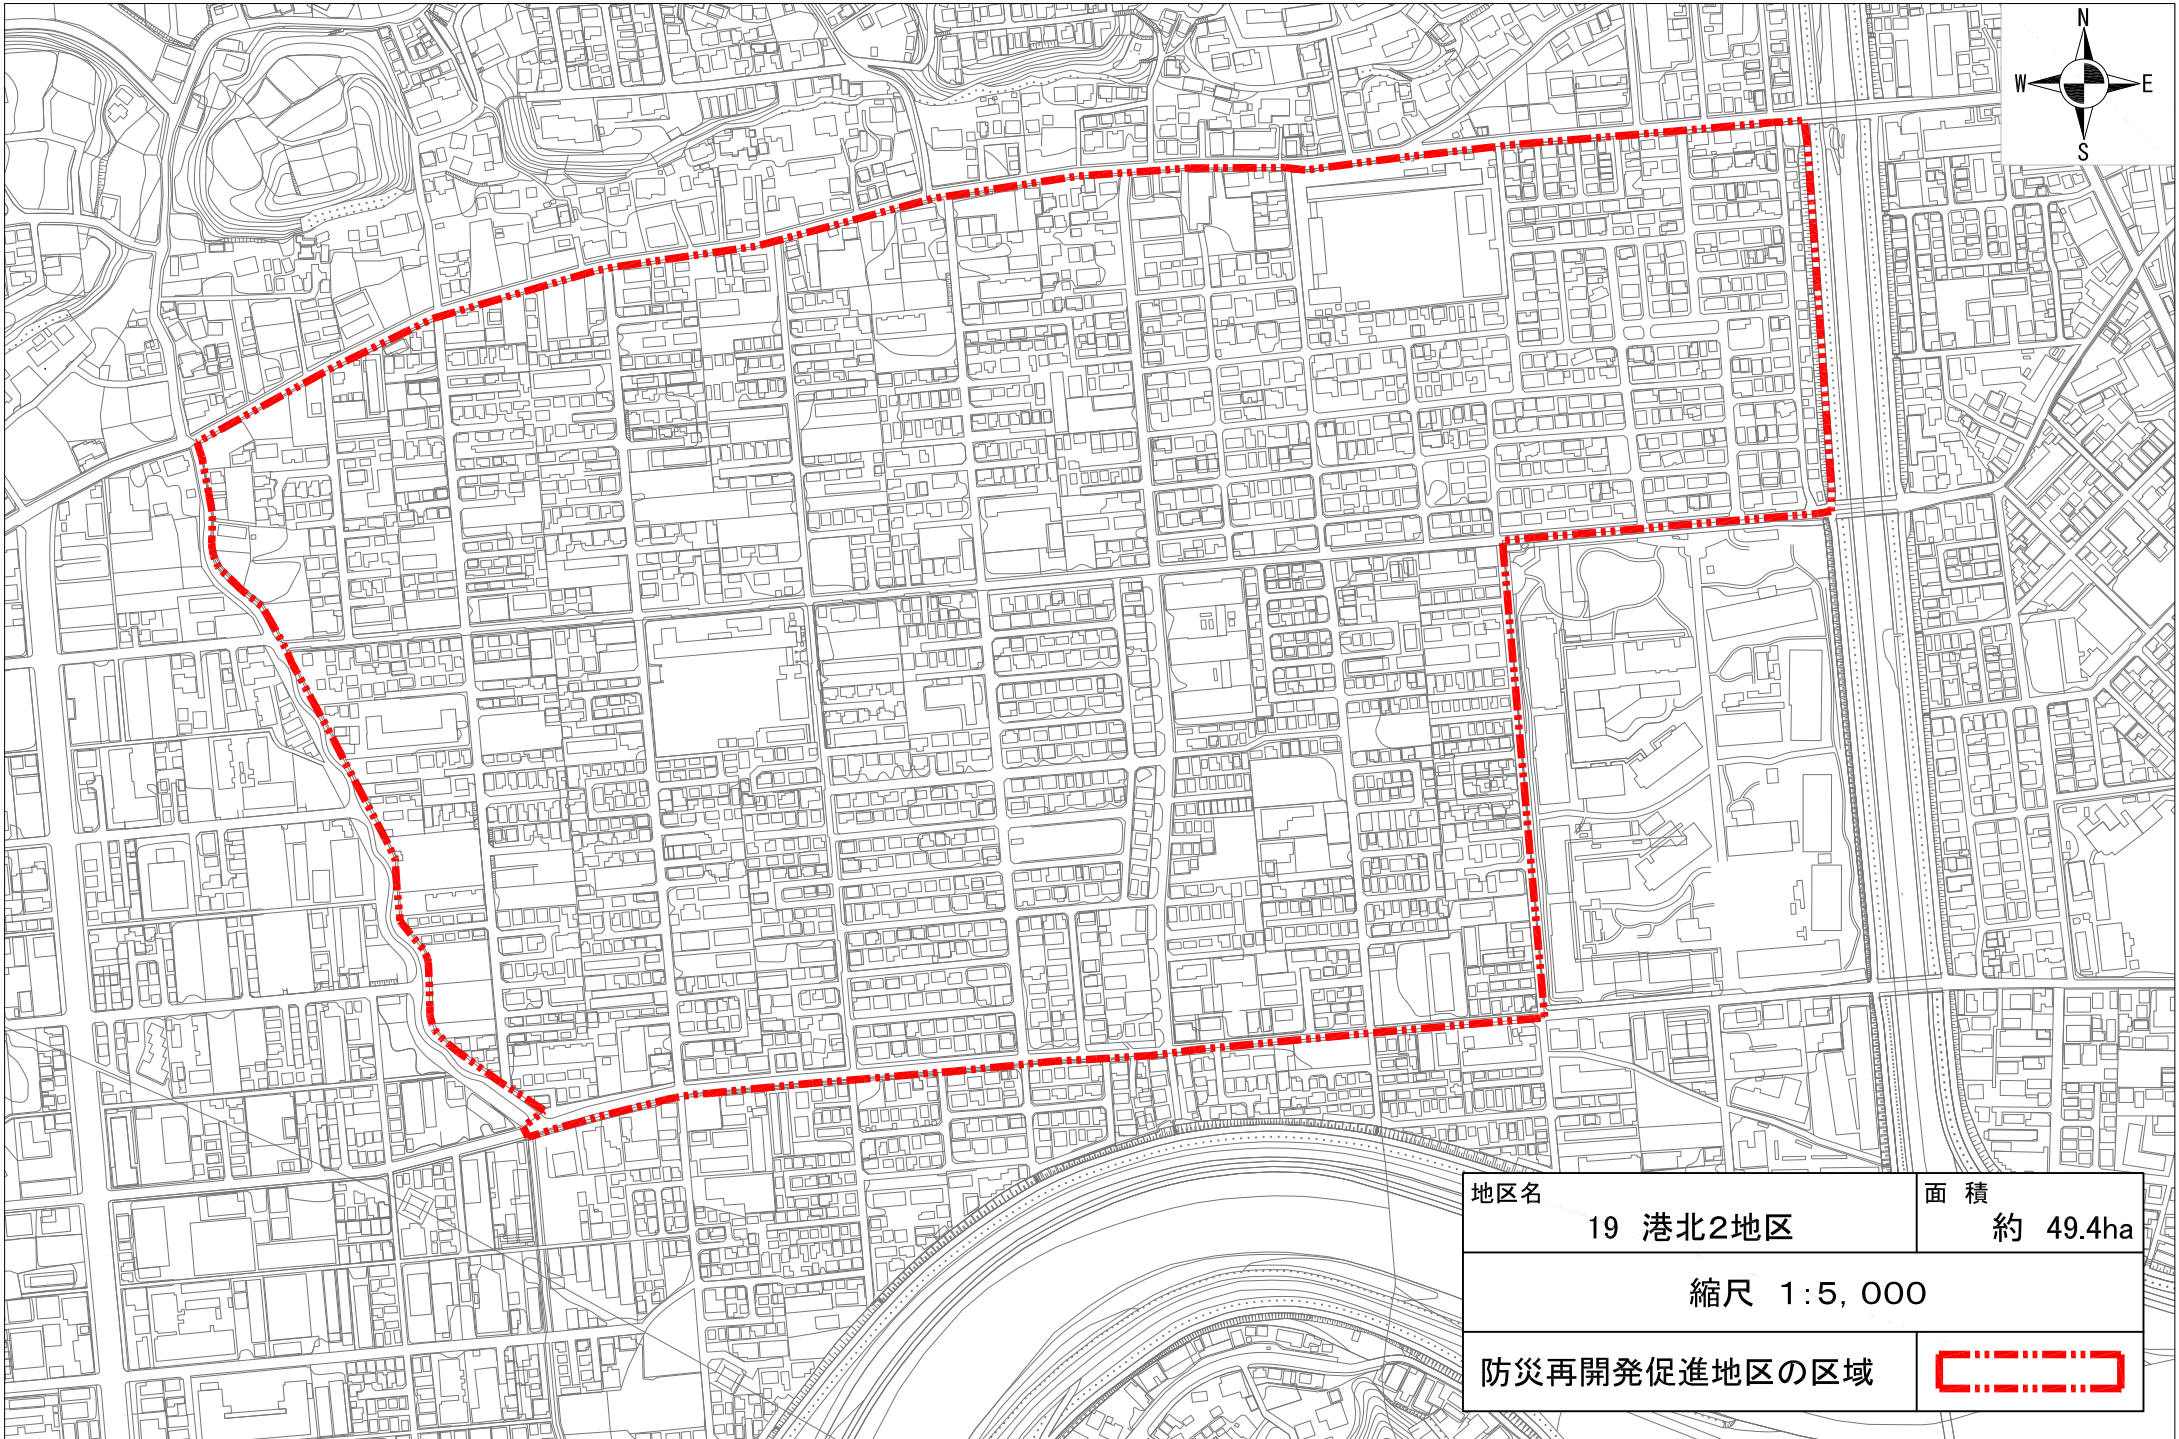 N
W E
S
地区名
19 港北2地区
面 積
約 49.4ha
縮尺 1:5,000
防災再開発促進地区の区域